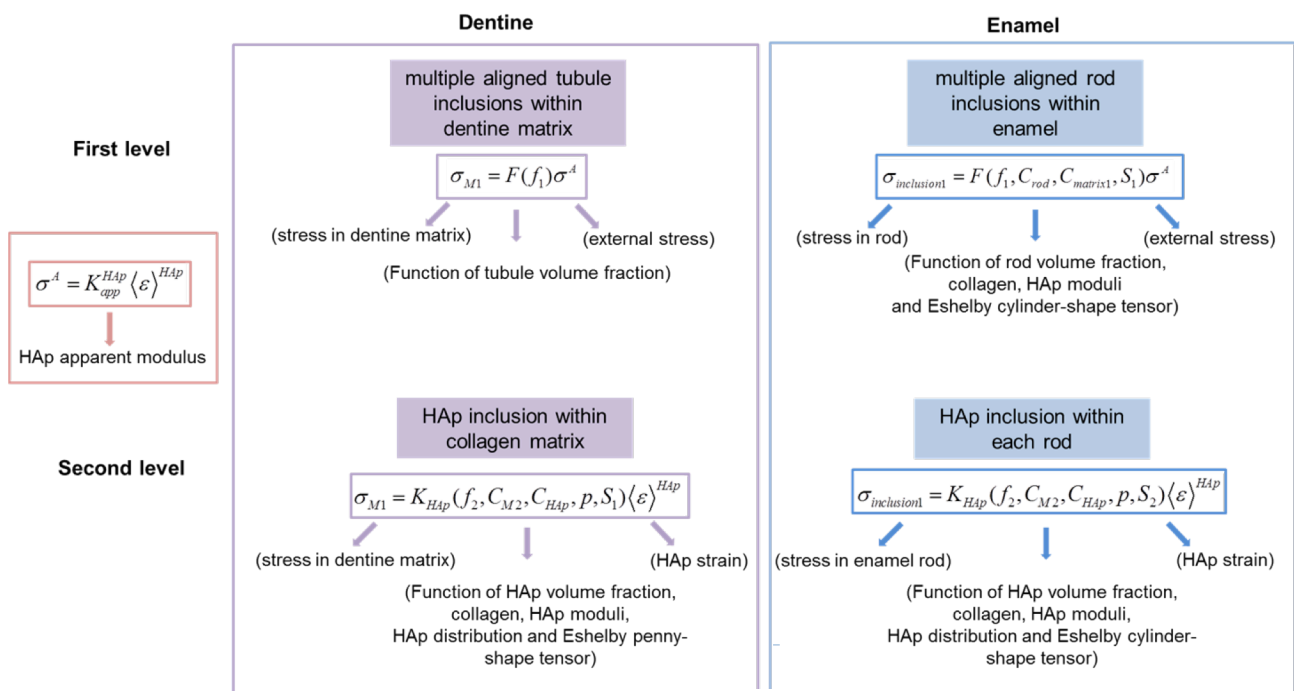 Dentine
Enamel
First level
Second level
σ^A = K_app^HAp ⟨ε⟩^HAp
HAp apparent modulus
multiple aligned tubule
inclusions within
dentine matrix
σ_M1 = F(f_1)σ^A
(stress in dentine matrix)
(external stress)
(Function of tubule volume fraction)
HAp inclusion within
collagen matrix
σ_M1 = K_HAp(f_2, C_M2, C_HAp, p, S_1)⟨ε⟩^HAp
(stress in dentine matrix)
(HAp strain)
(Function of HAp volume fraction,
collagen, HAp moduli,
HAp distribution and Eshelby penny-
shape tensor)
multiple aligned rod
inclusions within
enamel
σ_inclusion1 = F(f_1, C_rod, C_matrix1, S_1)σ^A
(stress in rod)
(external stress)
(Function of rod volume fraction,
collagen, HAp moduli
and Eshelby cylinder-shape tensor)
HAp inclusion within
each rod
σ_inclusion1 = K_HAp(f_2, C_M2, C_HAp, p, S_2)⟨ε⟩^HAp
(stress in enamel rod)
(HAp strain)
(Function of HAp volume fraction,
collagen, HAp moduli,
HAp distribution and Eshelby cylinder-
shape tensor)